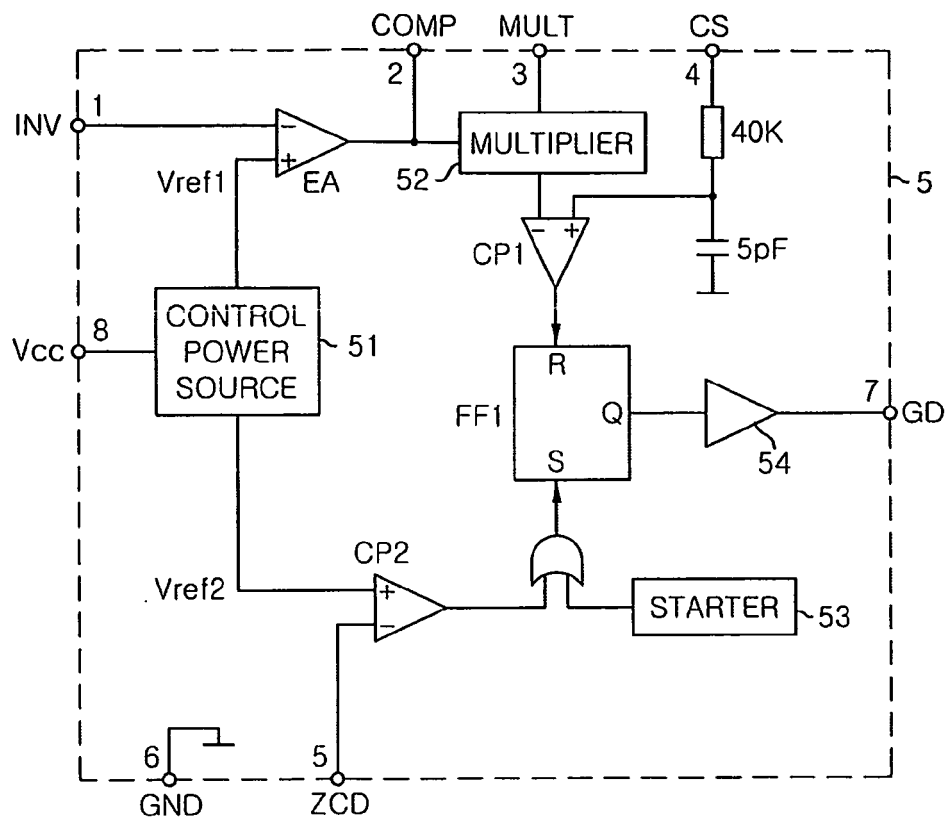 COMP MULT CS
2 3 4
INV 1
- +
Vref1 EA
52 MULTIPLIER
40K
5
- +
CP1
5pF
Vcc 8
CONTROL
POWER
SOURCE
51
R
FF1 Q
S
54
7 GD
CP2
Vref2
+
-
STARTER 53
6
GND
5
ZCD